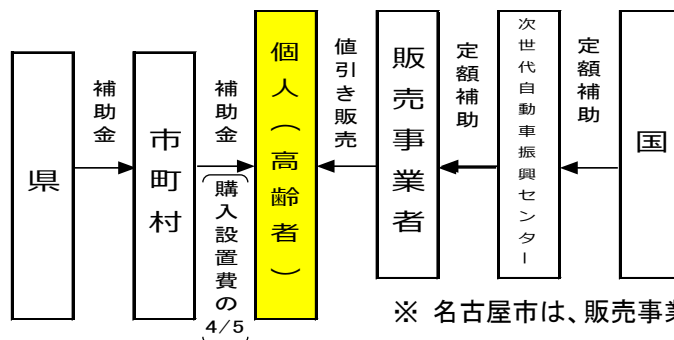 県
補助金
市町村
補助金
（購入設置費の4/5）
個人（高齢者）
値引き販売
販売事業者
定額補助
次世代自動車振興センター
定額補助
国
※ 名古屋市は、販売事業